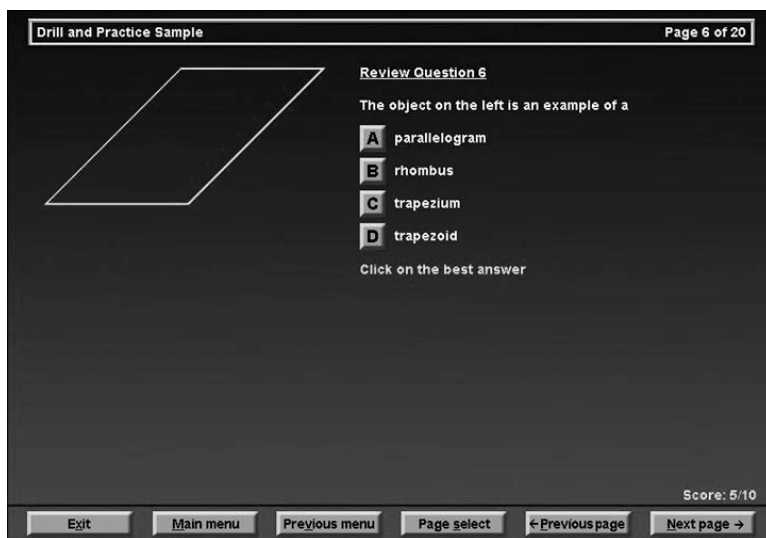 Drill and Practice Sample Page 6 of 20
Review Question 6
The object on the left is an example of a
A parallelogram
B rhombus
C trapezium
D trapezoid
Click on the best answer
Score: 5/10
Exit Main menu Previous menu Page select ←Previous page Next page →